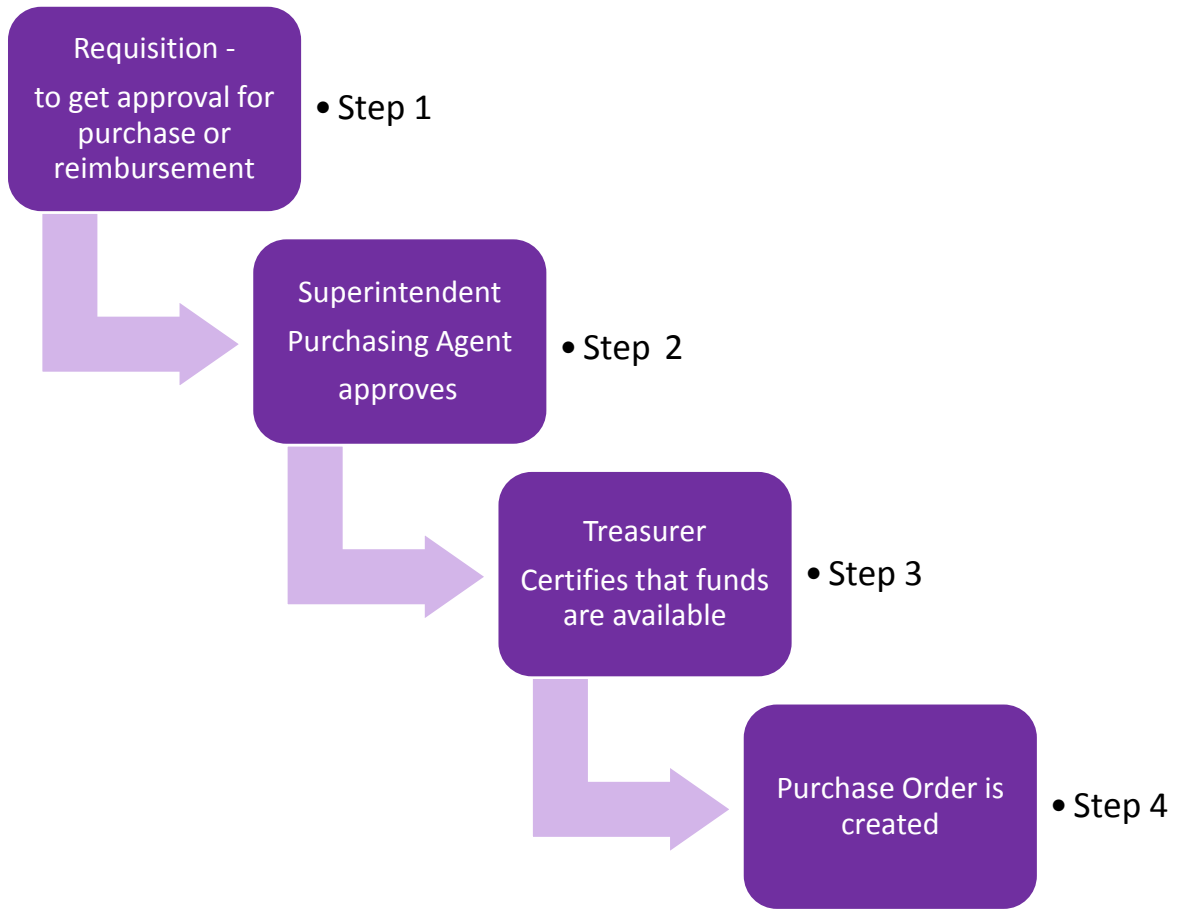 Requisition -
to get approval for
purchase or
reimbursement
• Step 1
Superintendent
Purchasing Agent
approves
• Step 2
Treasurer
Certifies that funds
are available
• Step 3
Purchase Order is
created
• Step 4